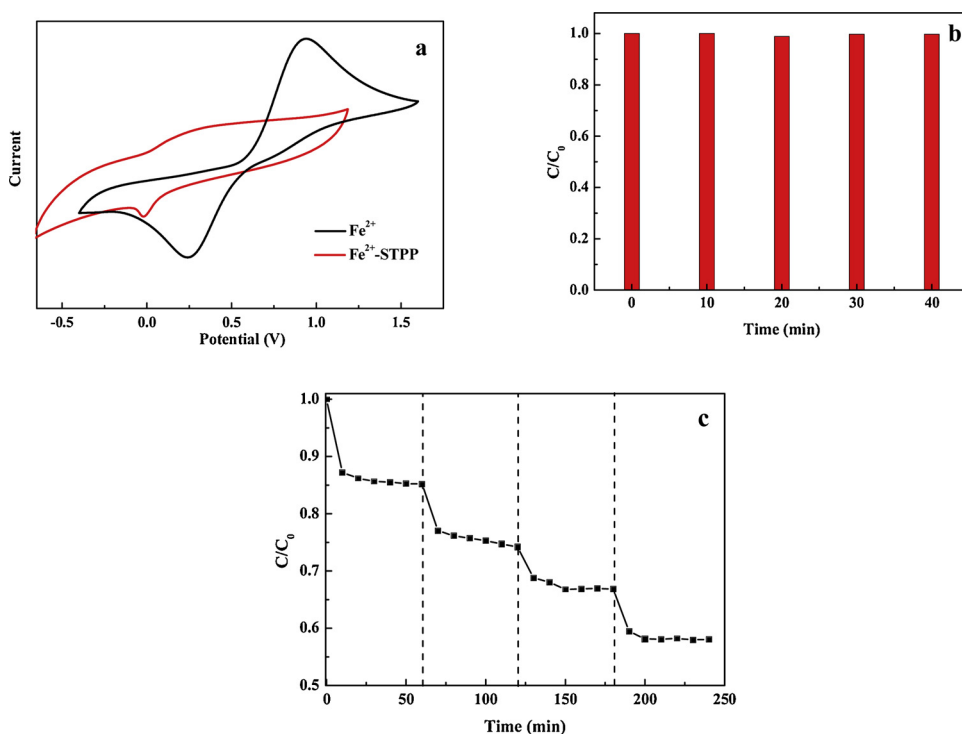 a
Current
Fe²⁺
Fe²⁺-STPP
-0.5 0.0 0.5 1.0 1.5
Potential (V)
b
C/C₀
1.0
0.8
0.6
0.4
0.2
0.0
0 10 20 30 40
Time (min)
c
C/C₀
1.0
0.9
0.8
0.7
0.6
0.5
0 50 100 150 200 250
Time (min)